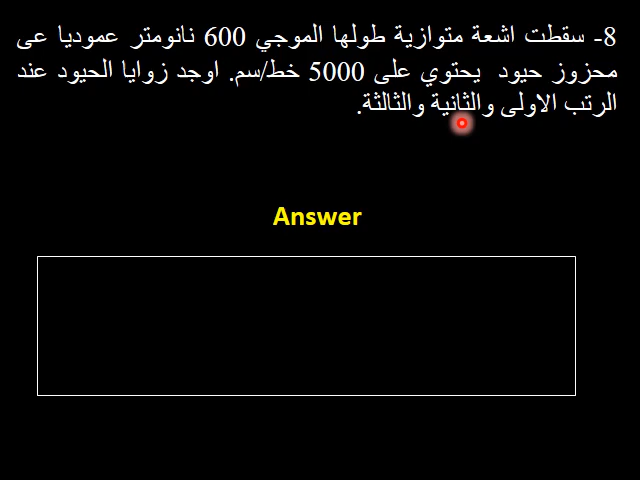 8- سقطت اشعة متوازية طولها الموجي 600 نانومتر عموديا عى
محزوز حيود يحتوي على 5000 خط/سم. اوجد زوايا الحيود عند
الرتب الاولى والثانية والثالثة.
Answer